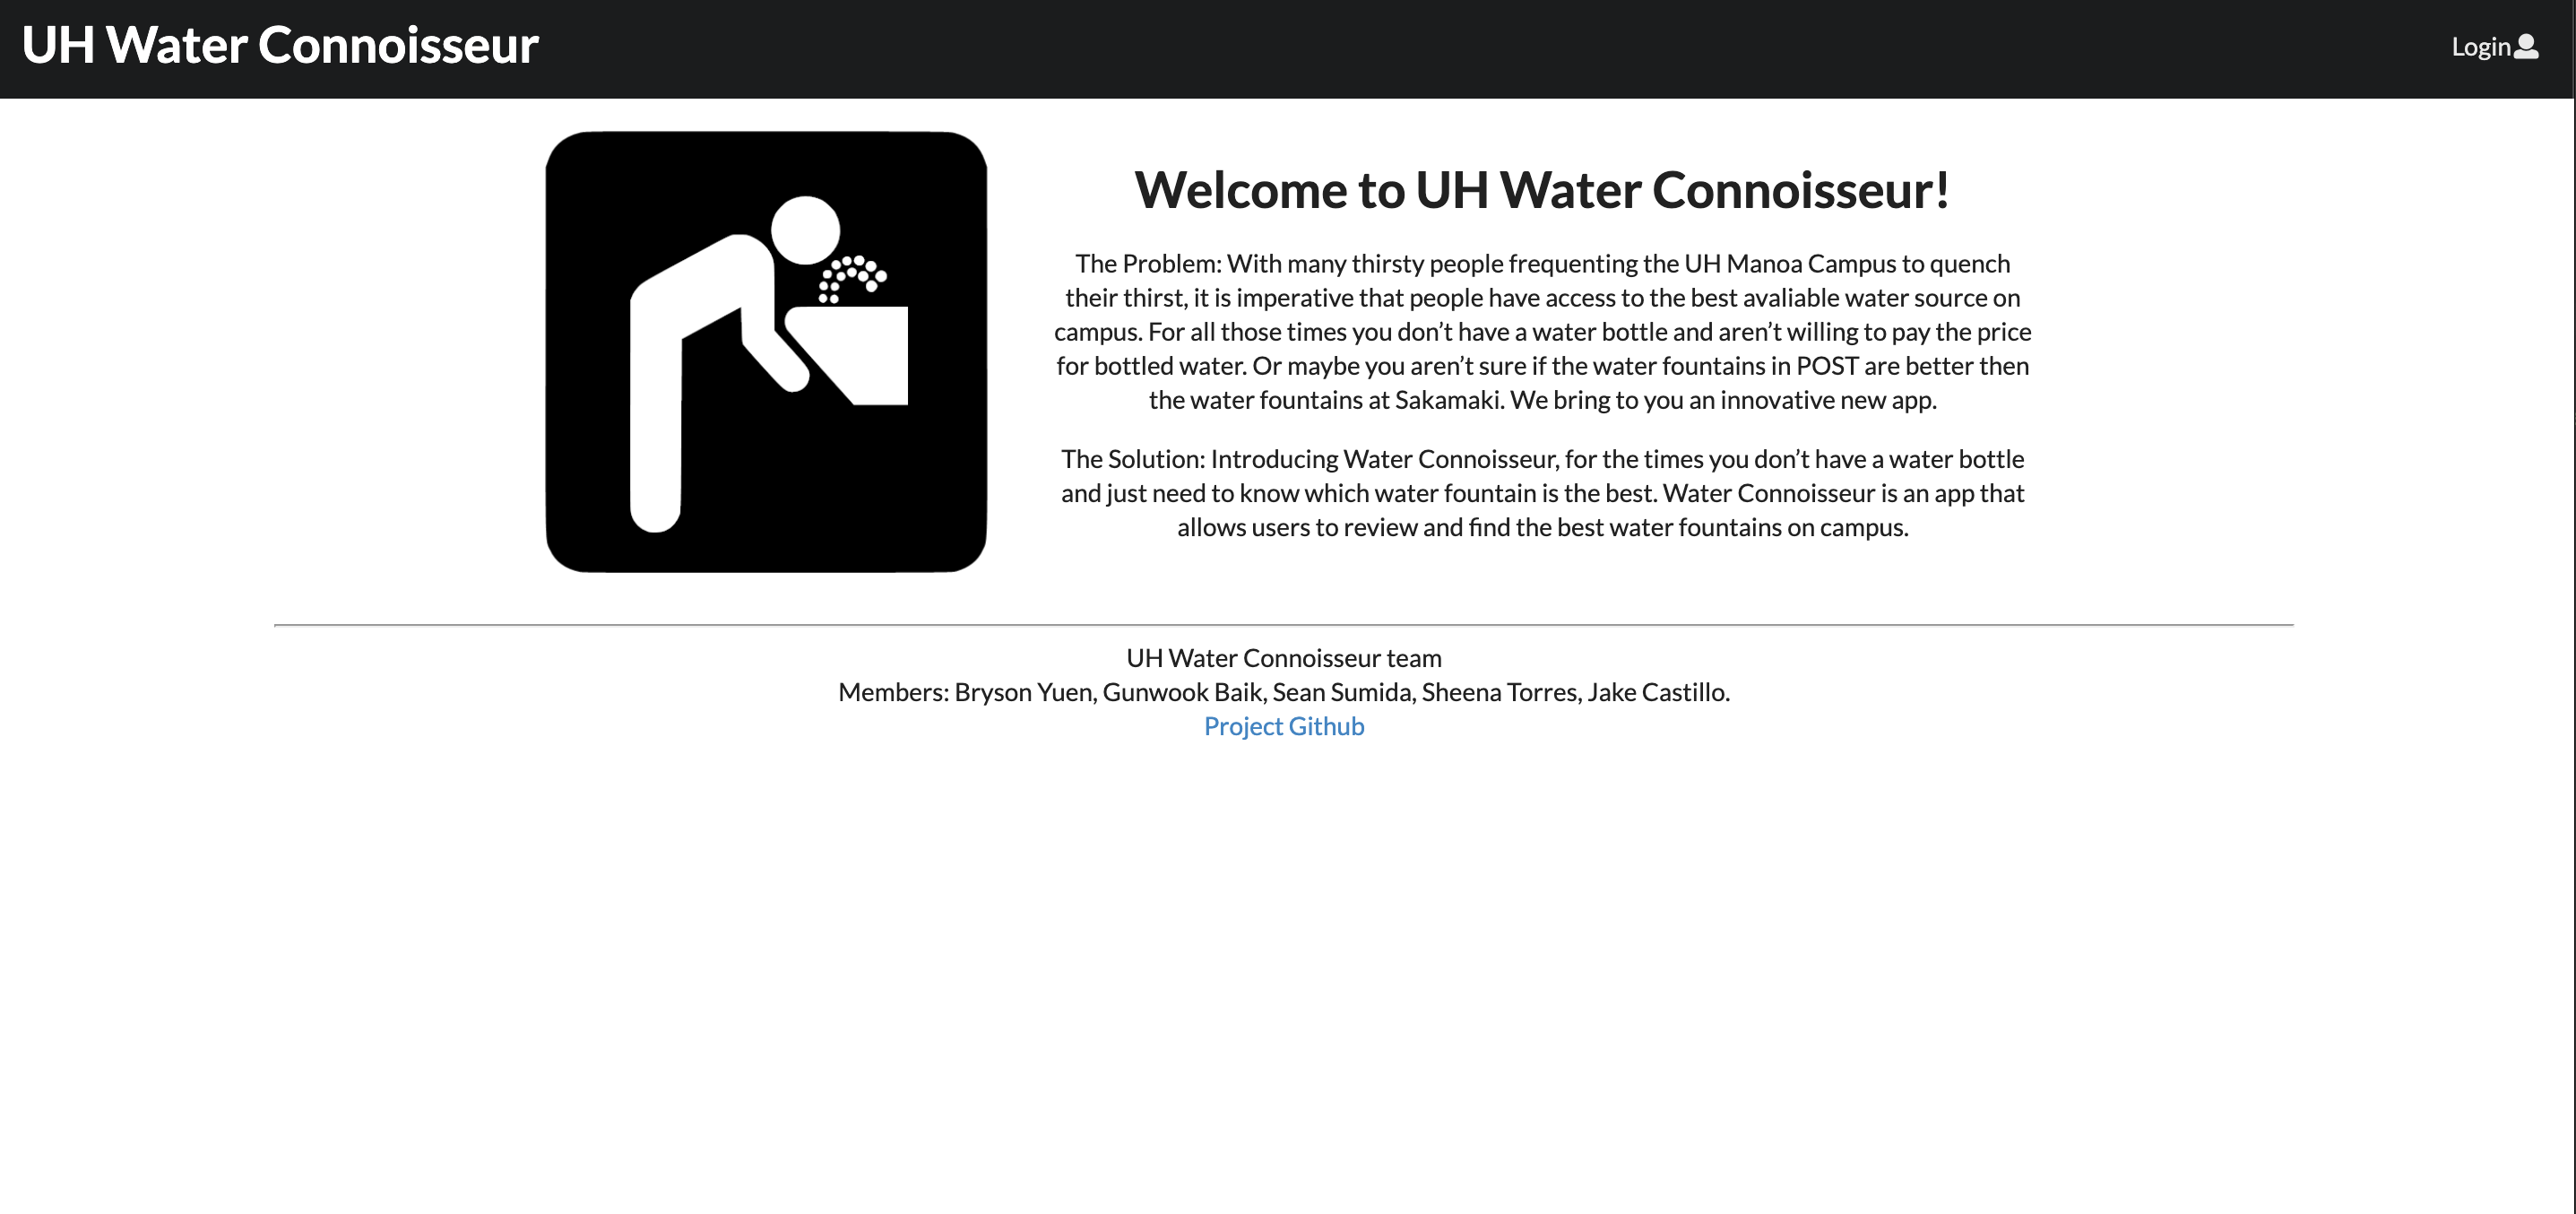 UH Water Connoisseur
Login
Welcome to UH Water Connoisseur!
The Problem: With many thirsty people frequenting the UH Manoa Campus to quench
their thirst, it is imperative that people have access to the best avaliable water source on
campus. For all those times you don’t have a water bottle and aren’t willing to pay the price
for bottled water. Or maybe you aren’t sure if the water fountains in POST are better then
the water fountains at Sakamaki. We bring to you an innovative new app.
The Solution: Introducing Water Connoisseur, for the times you don’t have a water bottle
and just need to know which water fountain is the best. Water Connoisseur is an app that
allows users to review and find the best water fountains on campus.
UH Water Connoisseur team
Members: Bryson Yuen, Gunwook Baik, Sean Sumida, Sheena Torres, Jake Castillo.
Project Github